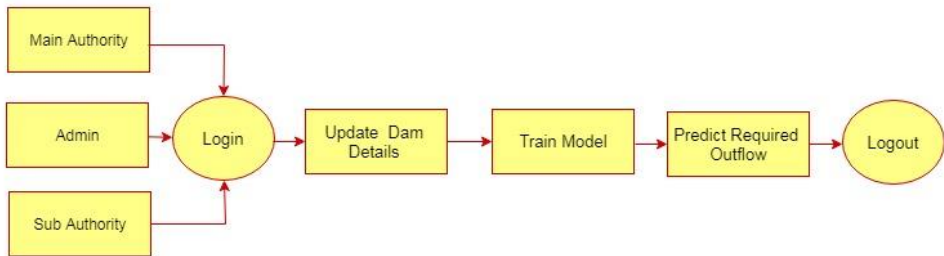 Main Authority
Admin
Sub Authority
Login
Update Dam
Details
Train Model
Predict Required
Outflow
Logout